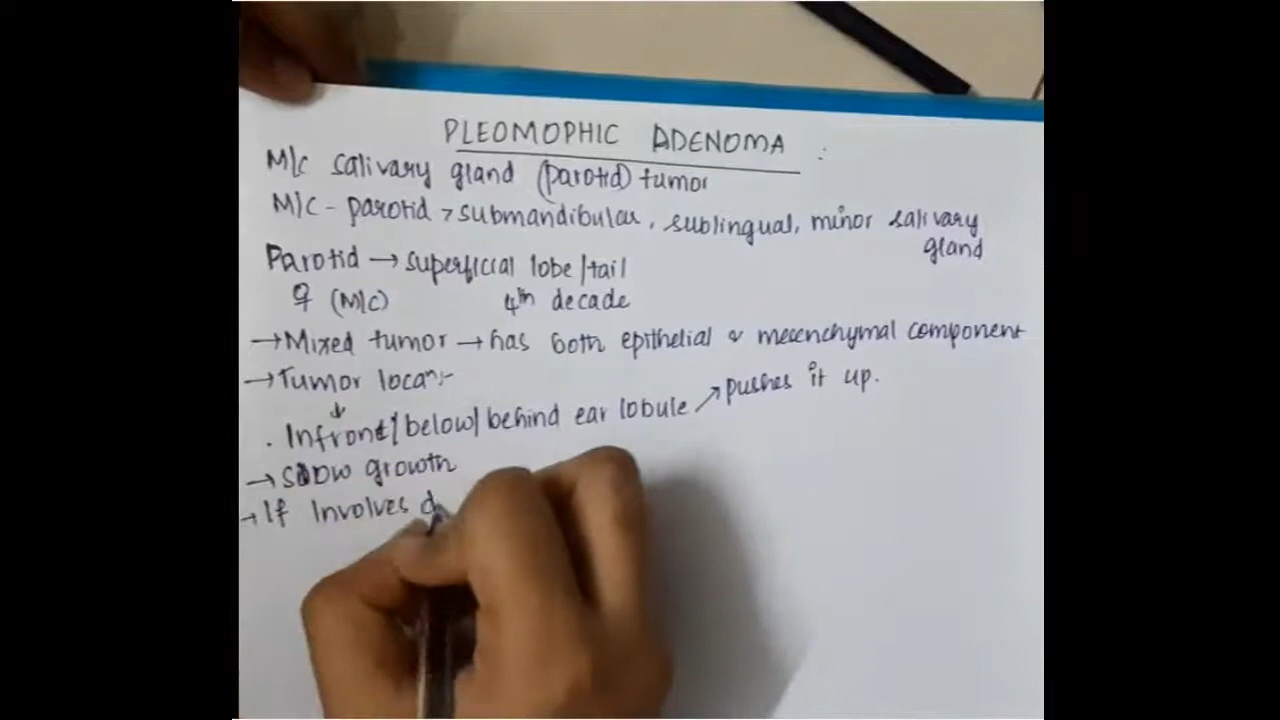 PLEOMOPHIC ADENOMA :
M/c salivary gland (parotid) tumor
M/c - parotid > submandibular, sublingual, minor salivary
gland
Parotid → superficial lobe/tail
♀ (M/c) 4th decade
→ Mixed tumor → has both epithelial & mesenchymal component
→ Tumor locan:-
↓
. Infront/below/behind ear lobule ↗ pushes it up.
→ Slow growth
→ If involves d